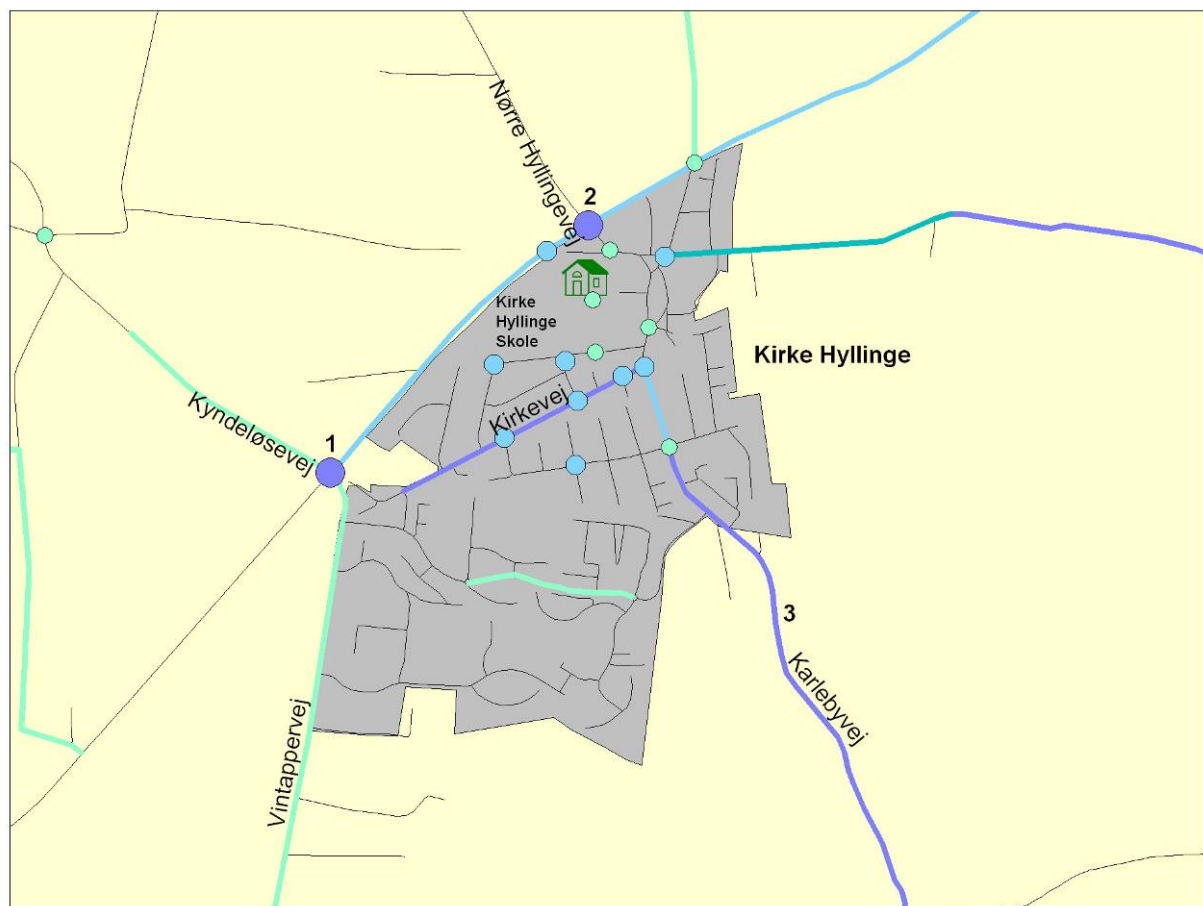 Nørre Hyllingevej
2
Kirke
Hyllinge
Skole
Kirke Hyllinge
Kirkevej
Kyndeløsevej
1
3
Karlebyvej
Vintappervej